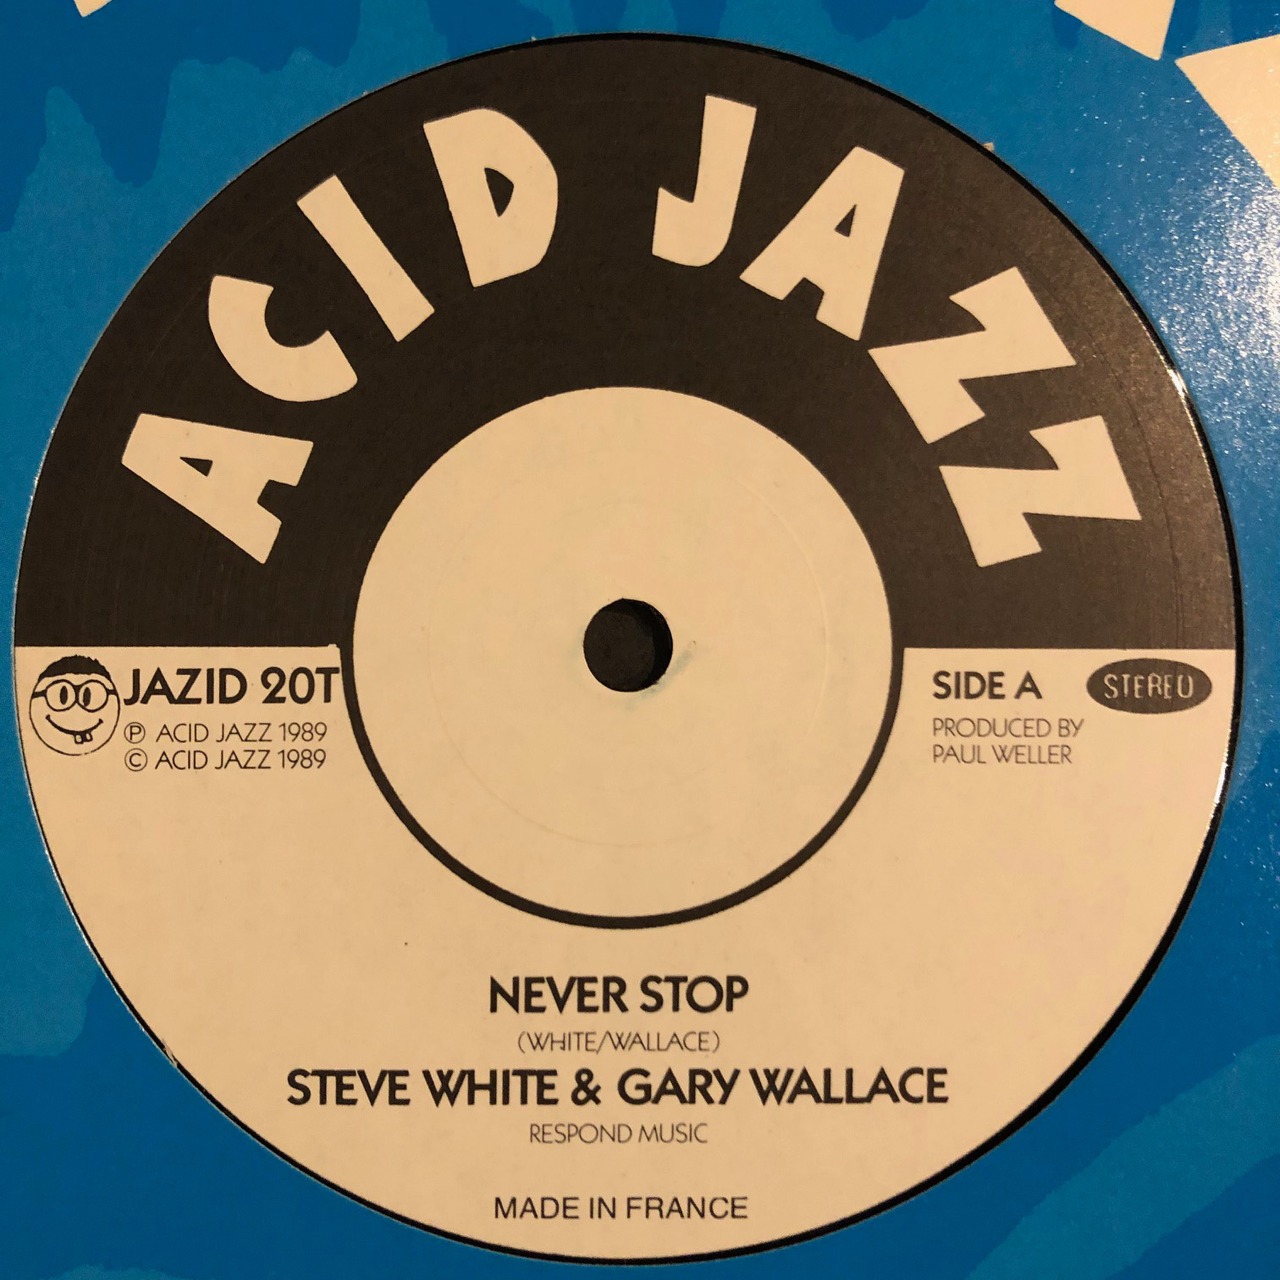 ACID JAZZ
JAZID 20T
℗ ACID JAZZ 1989
© ACID JAZZ 1989
SIDE A
STEREO
PRODUCED BY
PAUL WELLER
NEVER STOP
(WHITE/WALLACE)
STEVE WHITE & GARY WALLACE
RESPOND MUSIC
MADE IN FRANCE